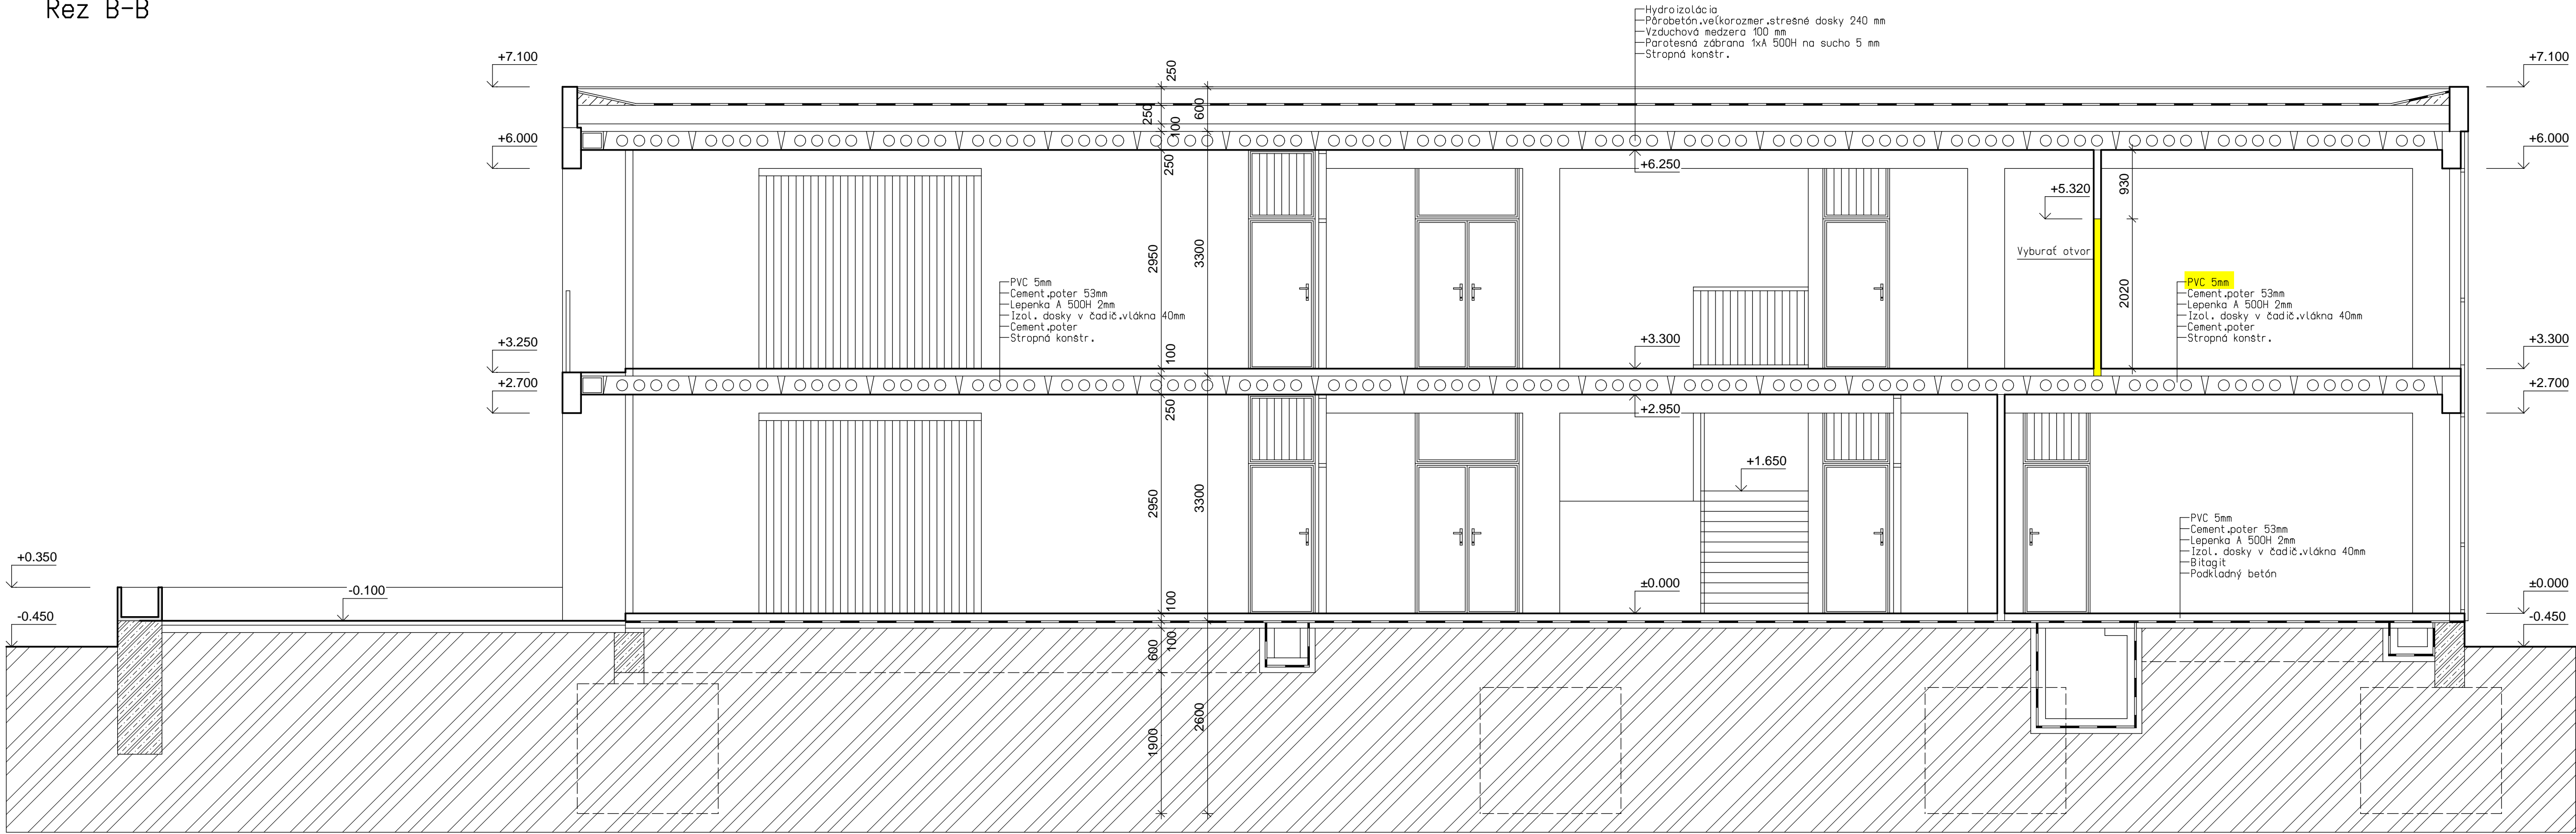 Rez B-B
Hydroizolácia
Pórobetón.veľkorozmer.strešné dosky 240 mm
Vzduchová medzera 100 mm
Parotesná zábrana 1xA 500H na sucho 5 mm
Stropná konštr.
+7.100
250
600
250
100
+7.100
+6.000
250
+6.250
+6.000
930
+5.320
2950
3300
Vyburať otvor
2020
PVC 5mm
Cement.poter 53mm
Lepenka A 500H 2mm
Izol. dosky v čadič.vlákna 40mm
Cement.poter
Stropná konštr.
PVC 5mm
Cement.poter 53mm
Lepenka A 500H 2mm
Izol. dosky v čadič.vlákna 40mm
Cement.poter
Stropná konštr.
+3.250
100
+3.300
+3.300
+2.700
250
+2.950
+2.700
+1.650
2950
3300
PVC 5mm
Cement.poter 53mm
Lepenka A 500H 2mm
Izol. dosky v čadič.vlákna 40mm
Bitagit
Podkladný betón
+0.350
-0.100
100
±0.000
±0.000
-0.450
600
100
-0.450
1900
2600